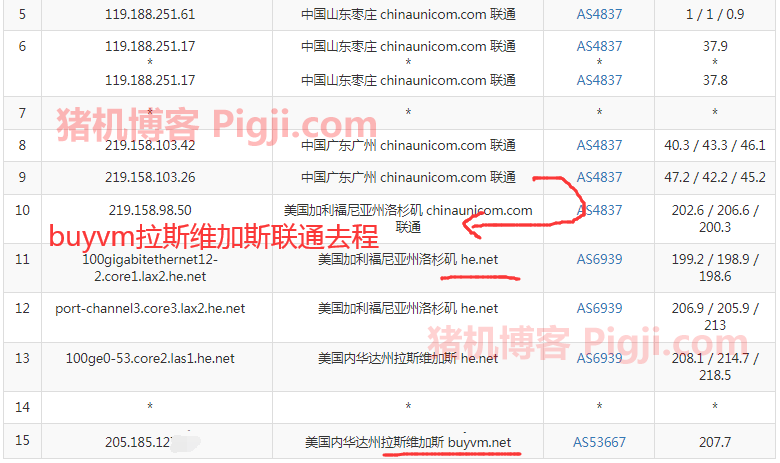 5 119.188.251.61 中国山东枣庄 chinaunicom.com 联通 AS4837 1 / 1 / 0.9
6 119.188.251.17 中国山东枣庄 chinaunicom.com 联通 AS4837 37.9
* * * *
119.188.251.17 中国山东枣庄 chinaunicom.com 联通 AS4837 37.8
7 * * * *
猪机博客 Pigji.com
8 219.158.103.42 中国广东广州 chinaunicom.com 联通 AS4837 40.3 / 43.3 / 46.1
9 219.158.103.26 中国广东广州 chinaunicom.com 联通 AS4837 47.2 / 42.2 / 45.2
10 219.158.98.50 美国加利福尼亚州洛杉矶 chinaunicom.com AS4837 202.6 / 206.6 /
联通 200.3
buyvm拉斯维加斯联通去程
11 100gigabitethernet12- 美国加利福尼亚州洛杉矶 he.net AS6939 199.2 / 198.9 /
2.core1.lax2.he.net 198.6
12 port-channel3.core3.lax2.he.net 美国加利福尼亚州洛杉矶 he.net AS6939 206.9 / 205.9 /
213
猪机博客 Pigji.com
13 100ge0-53.core2.las1.he.net 美国内华达州拉斯维加斯 he.net AS6939 208.1 / 214.7 /
218.5
14 * * * *
15 205.185.12 美国内华达州拉斯维加斯 buyvm.net AS53667 207.7